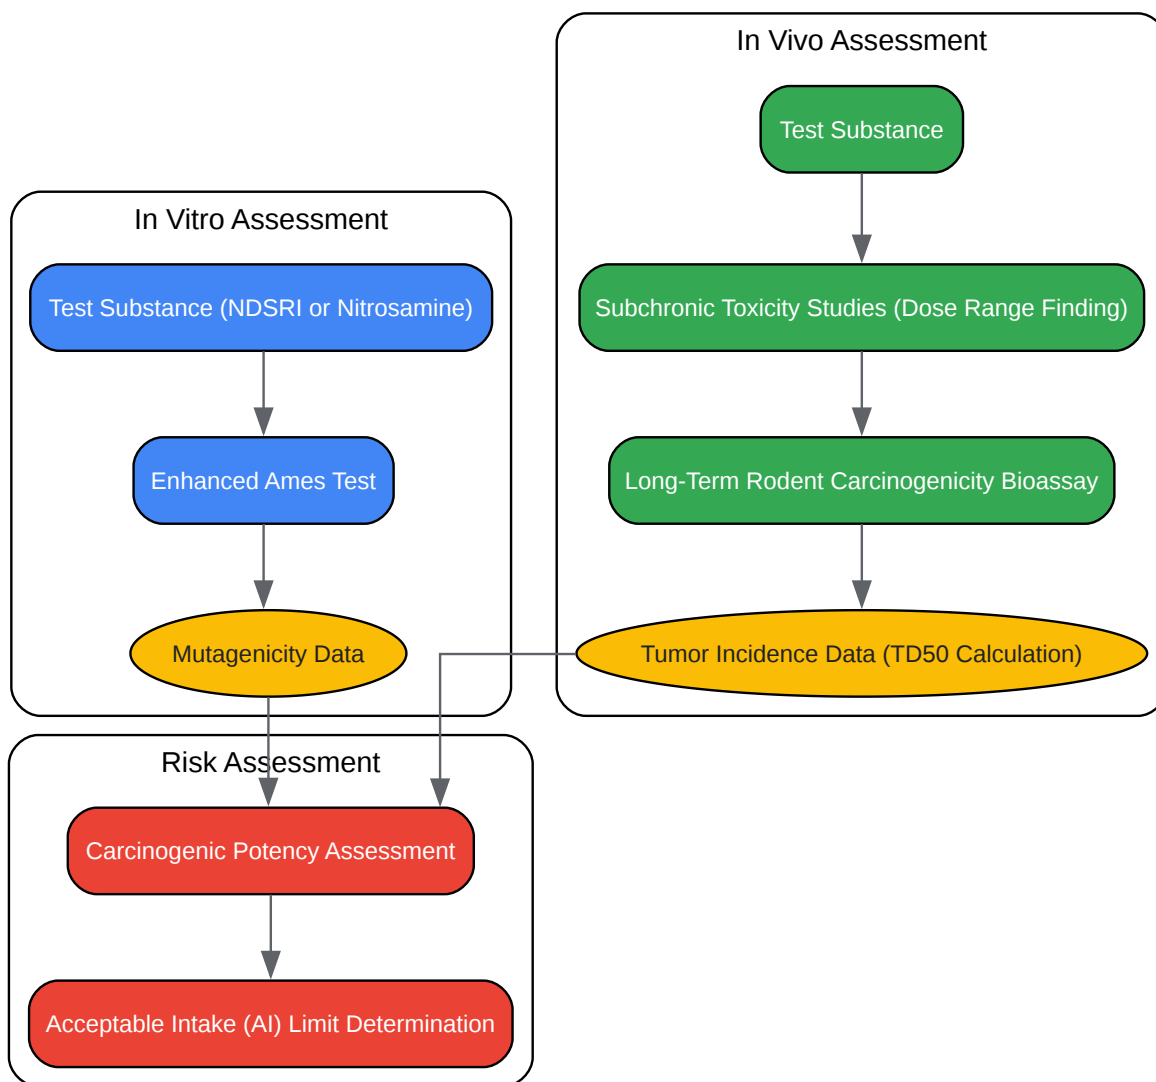 In Vivo Assessment
Test Substance
Subchronic Toxicity Studies (Dose Range Finding)
Long-Term Rodent Carcinogenicity Bioassay
Tumor Incidence Data (TD50 Calculation)
In Vitro Assessment
Test Substance (NDSRI or Nitrosamine)
Enhanced Ames Test
Mutagenicity Data
Risk Assessment
Carcinogenic Potency Assessment
Acceptable Intake (AI) Limit Determination